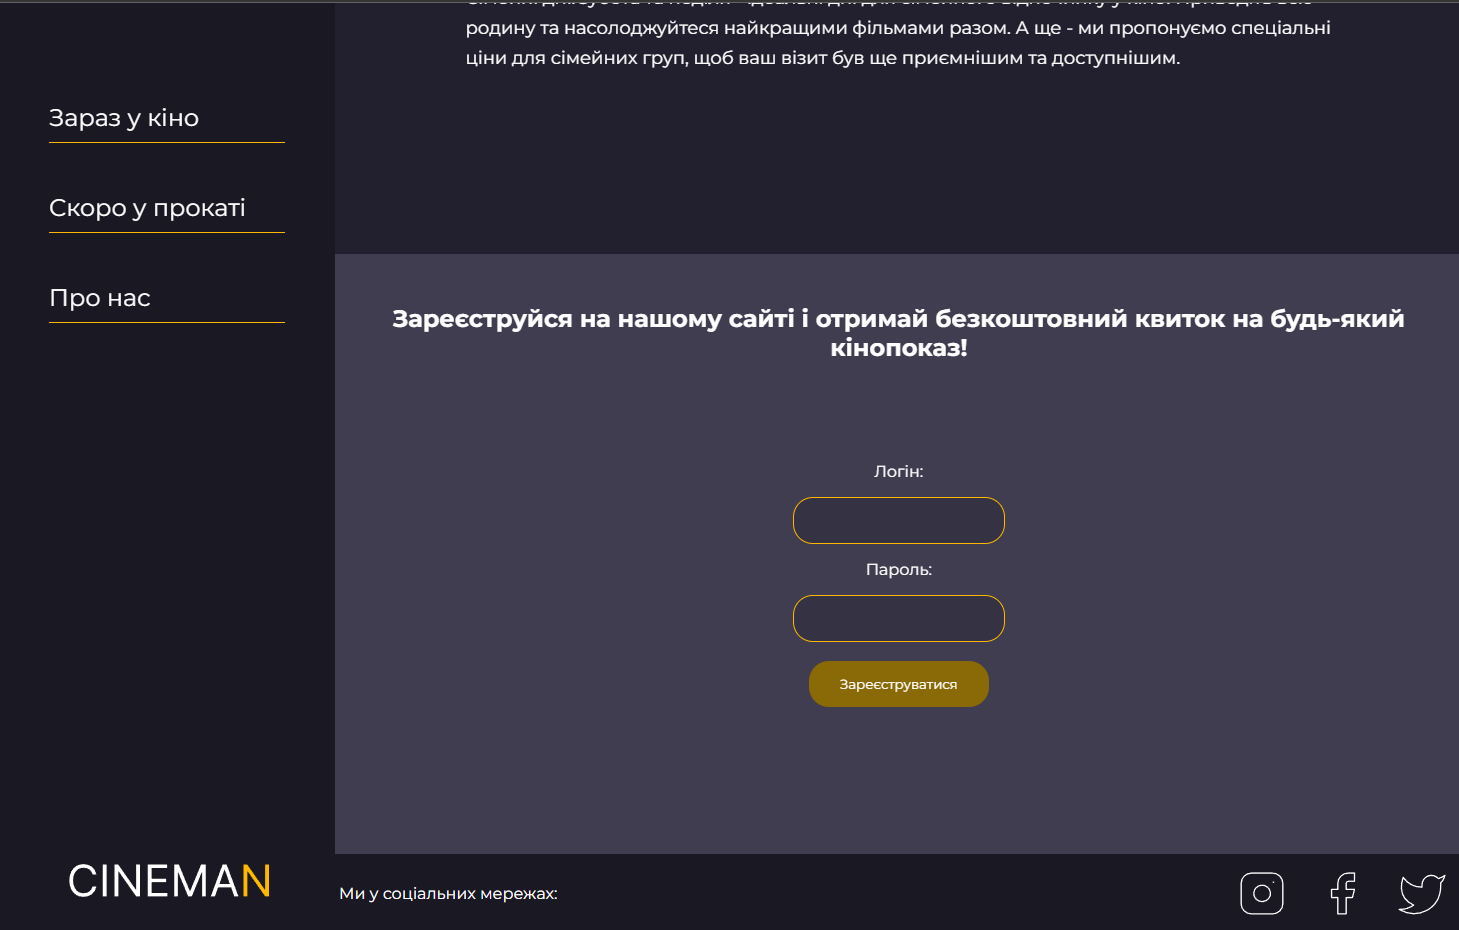 родину та насолоджуйтеся найкращими фільмами разом. А ще - ми пропонуємо спеціальні
ціни для сімейних груп, щоб ваш візит був ще приємнішим та доступнішим.
Зараз у кіно
Скоро у прокаті
Про нас
Зареєструйся на нашому сайті і отримай безкоштовний квиток на будь-який
кінопоказ!
Логін:
Пароль:
Зареєструватися
CINEMAN
Ми у соціальних мережах: